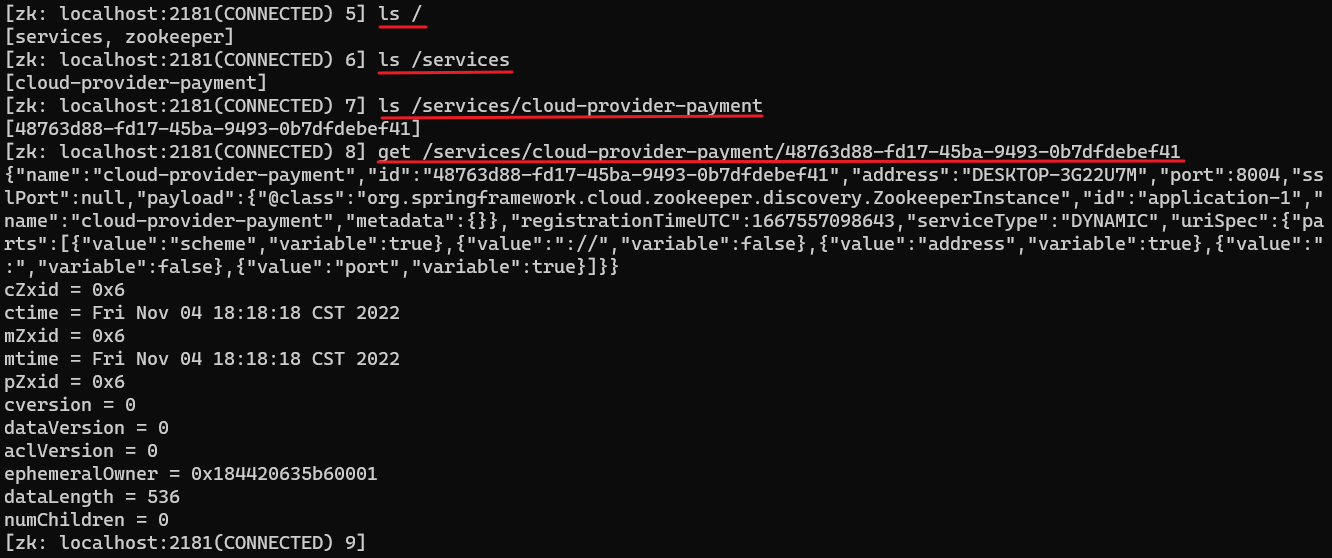 [zk: localhost:2181(CONNECTED) 5] ls /
[services, zookeeper]
[zk: localhost:2181(CONNECTED) 6] ls /services
[cloud-provider-payment]
[zk: localhost:2181(CONNECTED) 7] ls /services/cloud-provider-payment
[48763d88-fd17-45ba-9493-0b7dfdebef41]
[zk: localhost:2181(CONNECTED) 8] get /services/cloud-provider-payment/48763d88-fd17-45ba-9493-0b7dfdebef41
{"name":"cloud-provider-payment","id":"48763d88-fd17-45ba-9493-0b7dfdebef41","address":"DESKTOP-3G22U7M","port":8004,"ss
lPort":null,"payload":{"@class":"org.springframework.cloud.zookeeper.discovery.ZookeeperInstance","id":"application-1","
name":"cloud-provider-payment","metadata":{}},"registrationTimeUTC":1667557098643,"serviceType":"DYNAMIC","uriSpec":{"pa
rts":[{"value":"scheme","variable":true},{"value":"://","variable":false},{"value":"address","variable":true},{"value":"
:","variable":false},{"value":"port","variable":true}]}}
cZxid = 0x6
ctime = Fri Nov 04 18:18:18 CST 2022
mZxid = 0x6
mtime = Fri Nov 04 18:18:18 CST 2022
pZxid = 0x6
cversion = 0
dataVersion = 0
aclVersion = 0
ephemeralOwner = 0x184420635b60001
dataLength = 536
numChildren = 0
[zk: localhost:2181(CONNECTED) 9]